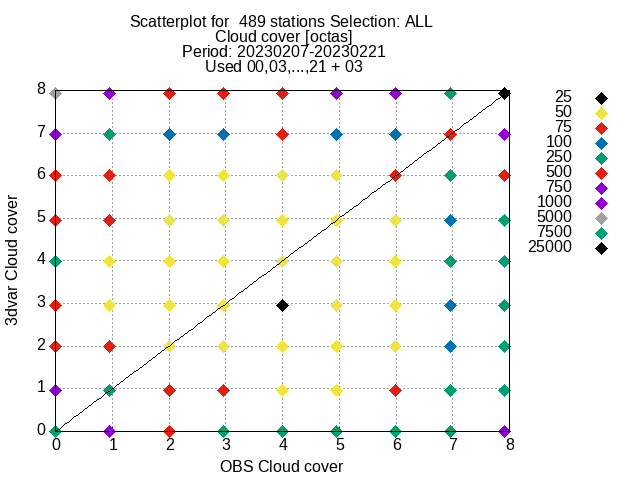 Scatterplot for  489 stations Selection: ALL
Cloud cover [octas]
Period: 20230207-20230221
Used 00,03,...,21 + 03
8
7
6
5
4
3
2
1
0
3dvar Cloud cover
0 1 2 3 4 5 6 7 8
OBS Cloud cover
25
50
75
100
250
500
750
1000
5000
7500
25000